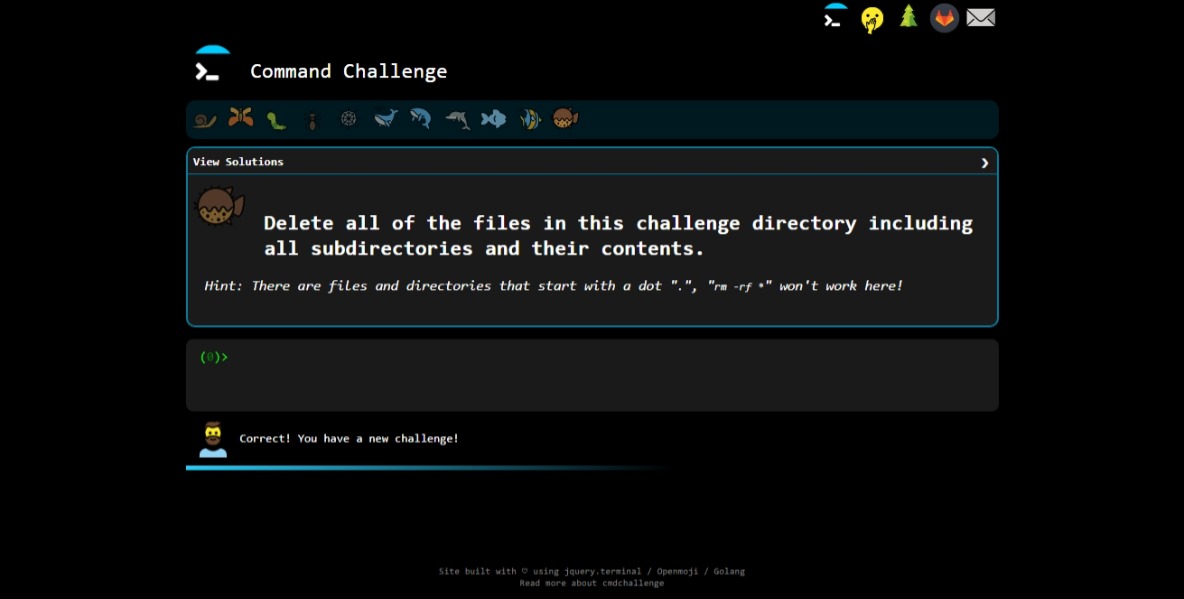 Command Challenge
View Solutions
Delete all of the files in this challenge directory including
all subdirectories and their contents.
Hint: There are files and directories that start with a dot ".", "rm -rf *" won't work here!
(0)>
Correct! You have a new challenge!
Site built with ♡ using jquery.terminal / Openmoji / Golang
Read more about cmdchallenge